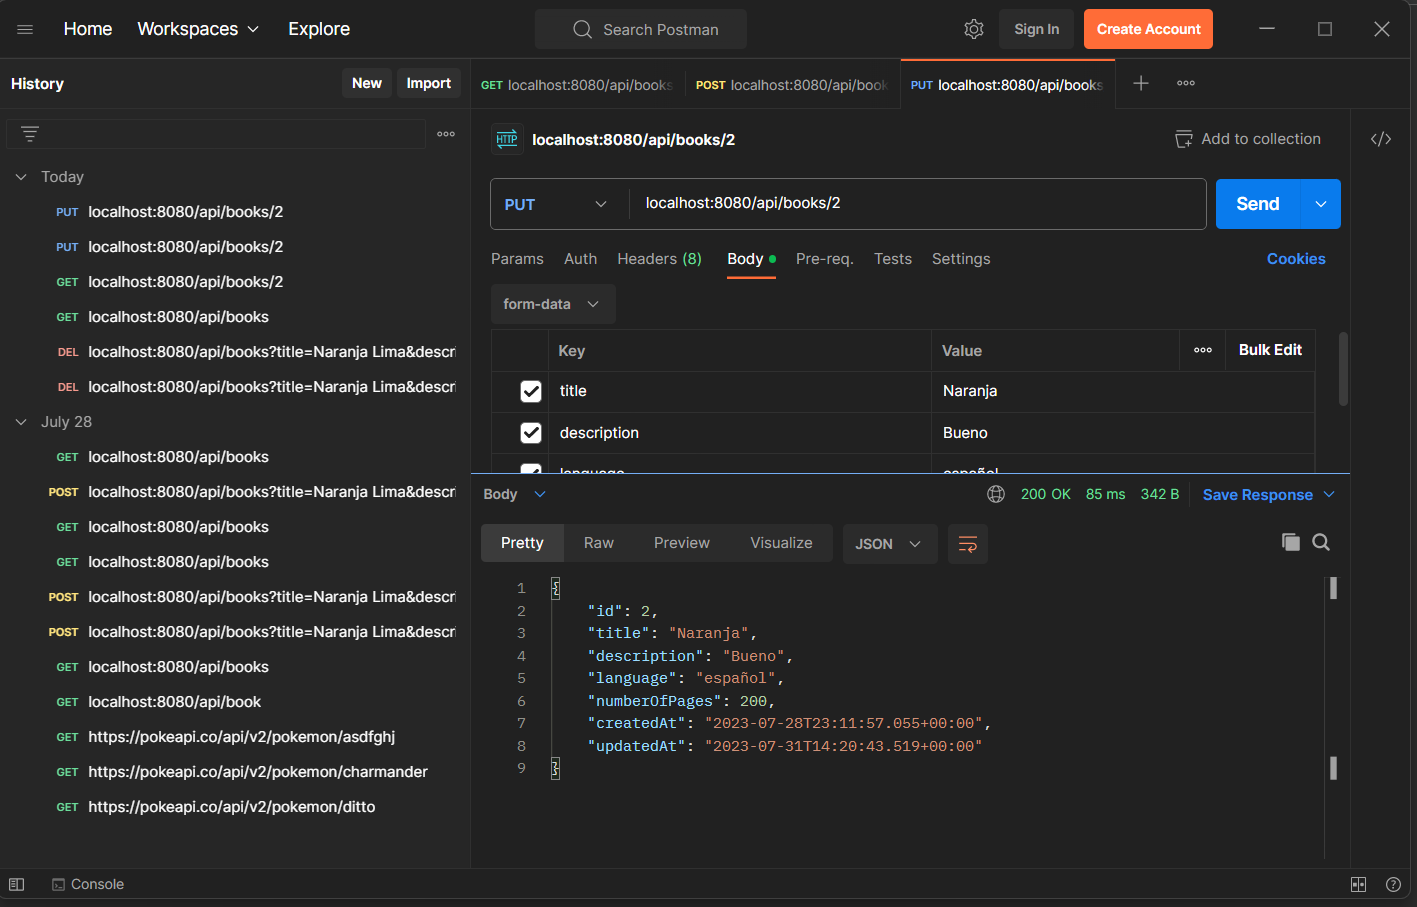 Home Workspaces Explore Search Postman Sign In Create Account
History New Import
GET localhost:8080/api/books POST localhost:8080/api/book PUT localhost:8080/api/books
HTTP localhost:8080/api/books/2 Add to collection
PUT localhost:8080/api/books/2 Send
Params Auth Headers (8) Body Pre-req. Tests Settings Cookies
form-data
Key Value Bulk Edit
title Naranja
description Bueno
language español
Today
PUT localhost:8080/api/books/2
PUT localhost:8080/api/books/2
GET localhost:8080/api/books/2
GET localhost:8080/api/books
DEL localhost:8080/api/books?title=Naranja Lima&descri
DEL localhost:8080/api/books?title=Naranja Lima&descri
July 28
GET localhost:8080/api/books
POST localhost:8080/api/books?title=Naranja Lima&descri
GET localhost:8080/api/books
GET localhost:8080/api/books
POST localhost:8080/api/books?title=Naranja Lima&descri
POST localhost:8080/api/books?title=Naranja Lima&descri
GET localhost:8080/api/books
GET localhost:8080/api/book
GET https://pokeapi.co/api/v2/pokemon/asdfghj
GET https://pokeapi.co/api/v2/pokemon/charmander
GET https://pokeapi.co/api/v2/pokemon/ditto
Body 200 OK 85 ms 342 B Save Response
Pretty Raw Preview Visualize JSON
1 {
2 "id": 2,
3 "title": "Naranja",
4 "description": "Bueno",
5 "language": "español",
6 "numberOfPages": 200,
7 "createdAt": "2023-07-28T23:11:57.055+00:00",
8 "updatedAt": "2023-07-31T14:20:43.519+00:00"
9 }
Console